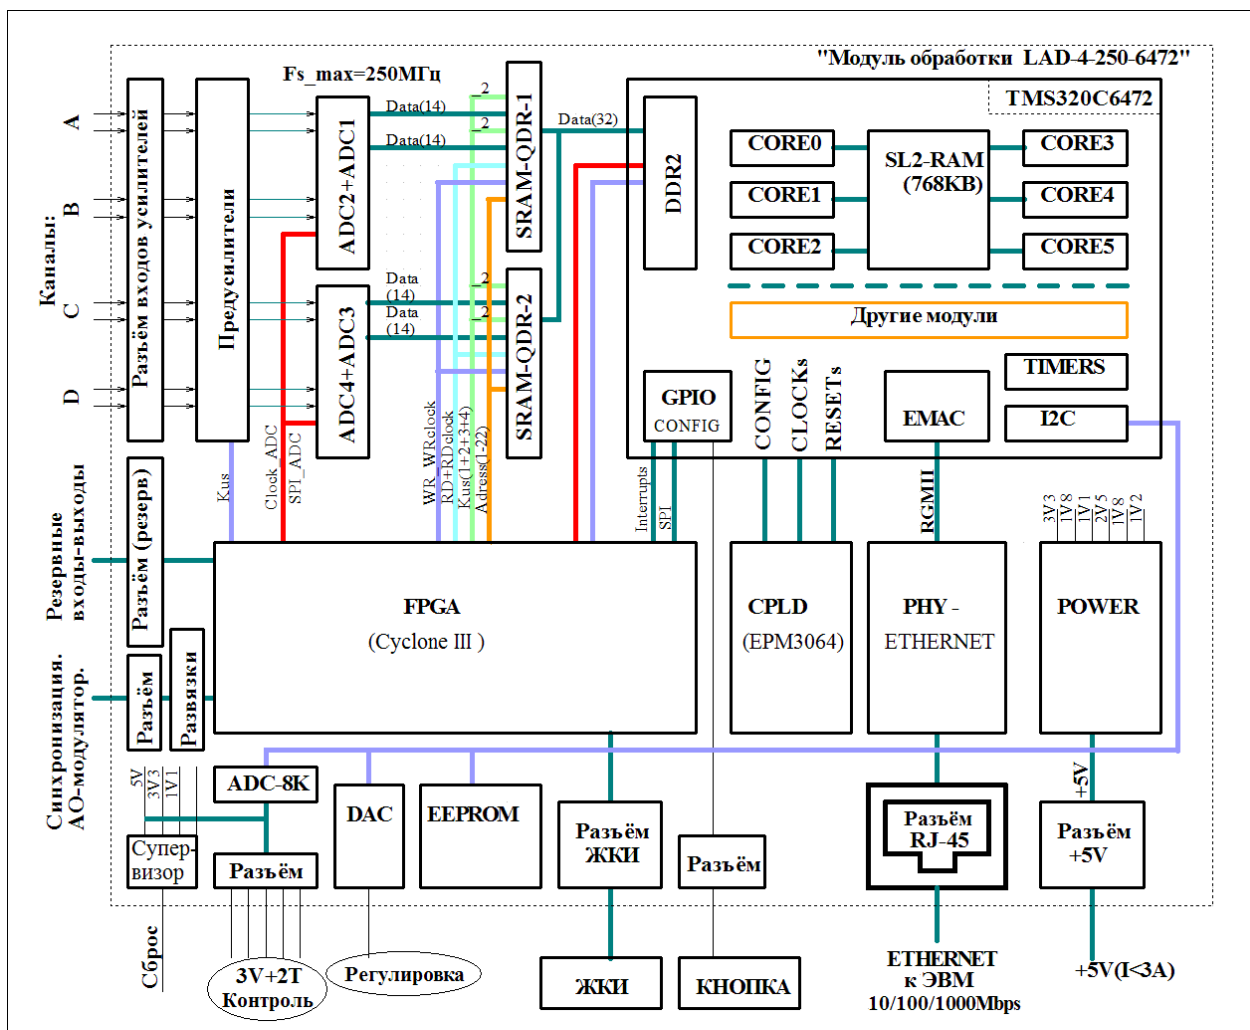 "Модуль обработки LAD-4-250-6472"
Fs_max=250МГц
TMS320C6472
Каналы:
A
B
C
D
Разъём входов усилителей
Предусилители
ADC2+ADC1
ADC4+ADC3
Data(14)
Data(14)
Data
(14)
Data
(14)
_2
_2
_2
_2
SRAM-QDR-1
SRAM-QDR-2
Data(32)
DDR2
CORE0
CORE1
CORE2
SL2-RAM
(768KB)
CORE3
CORE4
CORE5
Другие модули
TIMERS
I2C
GPIO
CONFIG
CONFIG
CLOCKs
RESETs
EMAC
Kus
Clock_ADC
SPI_ADC
WR_WRclock
RD+RDclock
Kus(1+2+3+4)
Adress(1-22)
Interrupts
SPI
RGMII
3V3
1V8
1V1
2V5
1V8
1V2
Резервные
входы-выходы
Разъём (резерв)
FPGA
(Cyclone III )
CPLD
(EPM3064)
PHY -
ETHERNET
POWER
Синхронизация.
АО-модулятор.
Разъём
Развязки
5V
3V3
1V1
ADC-8K
DAC
EEPROM
Разъём
ЖКИ
Разъём
Разъём
RJ-45
+5V
Разъём
+5V
Супер-
визор
Разъём
Сброс
3V+2T
Контроль
Регулировка
ЖКИ
КНОПКА
ETHERNET
к ЭВМ
10/100/1000Mbps
+5V(I<3A)